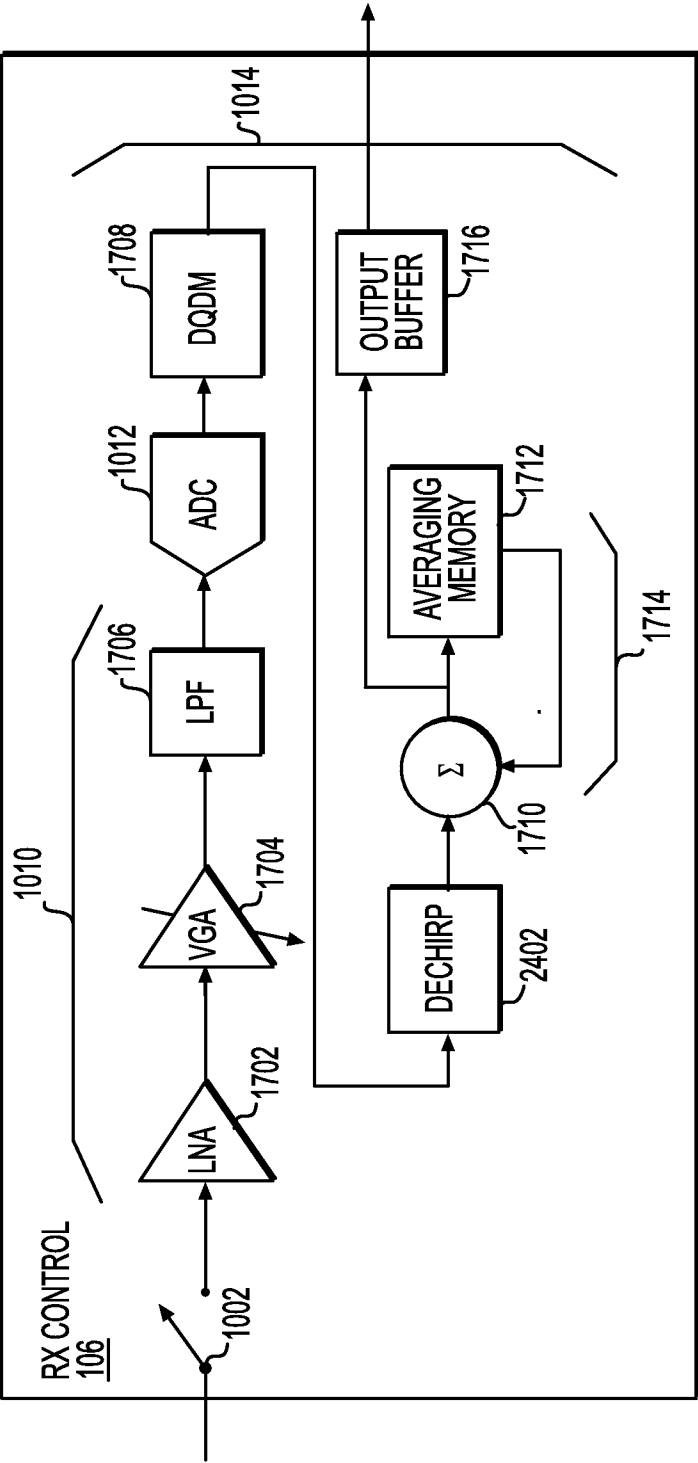 RX CONTROL
106
1010
1002
LNA
1702
VGA
1704
LPF
1706
ADC
1012
DQDM
1708
1014
DECHIRP
2402
Σ
1710
AVERAGING
MEMORY
1712
1714
OUTPUT
BUFFER
1716